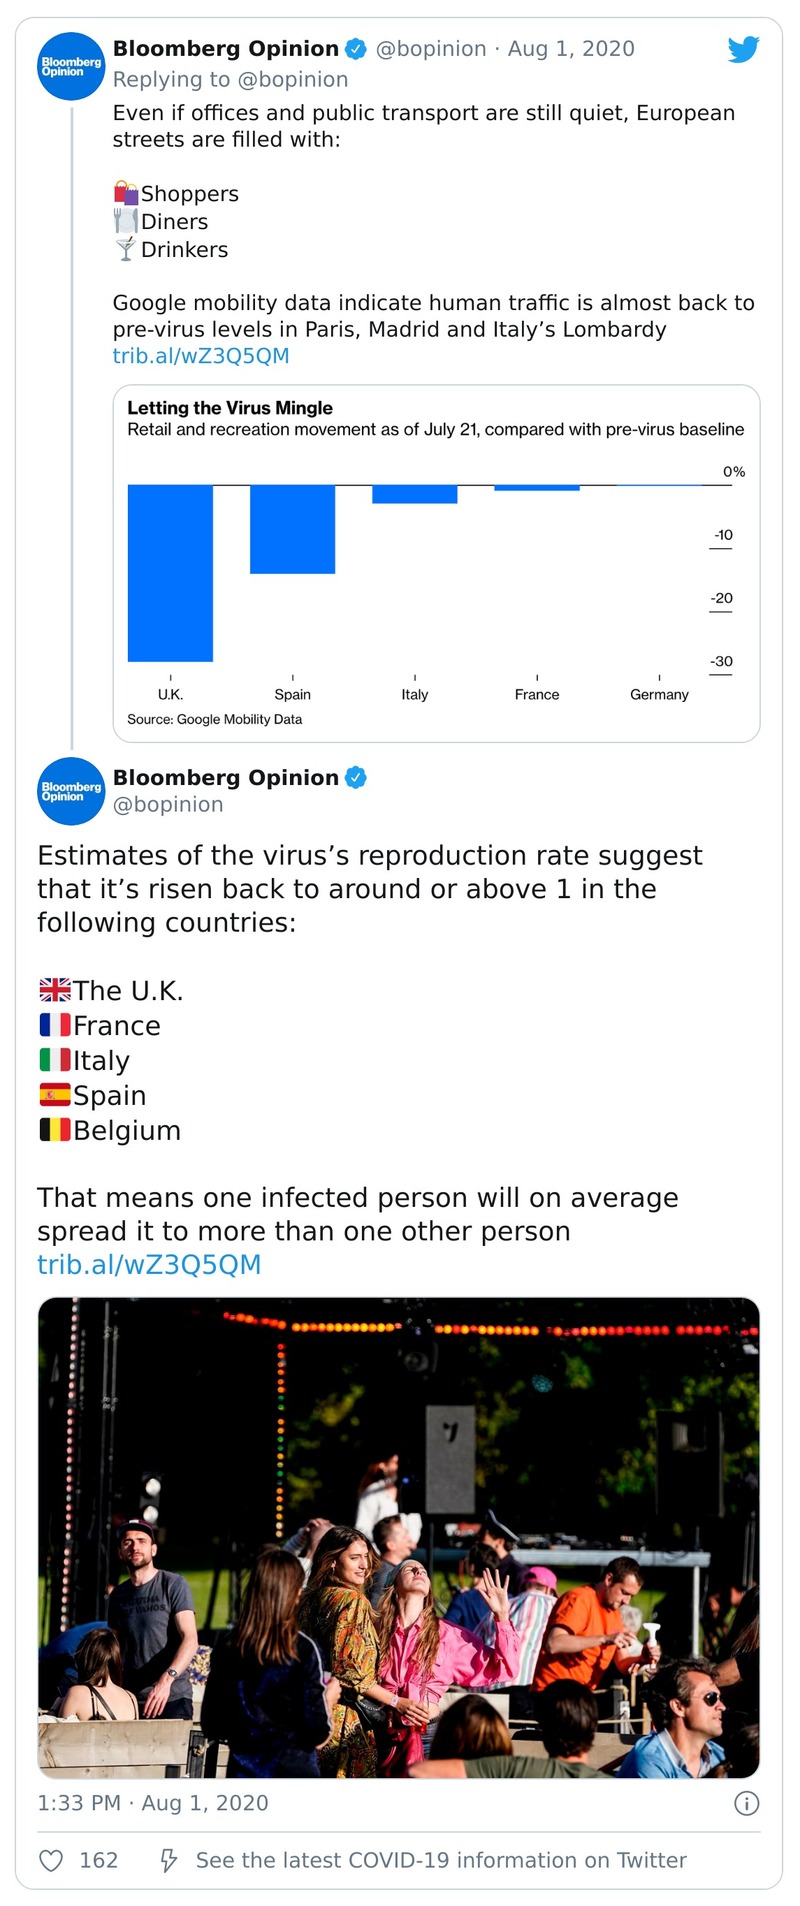 Bloomberg Opinion @bopinion · Aug 1, 2020
Bloomberg
Opinion
Replying to @bopinion
Even if offices and public transport are still quiet, European
streets are filled with:
Shoppers
Diners
Drinkers
Google mobility data indicate human traffic is almost back to
pre-virus levels in Paris, Madrid and Italy’s Lombardy
trib.al/wZ3Q5QM
Letting the Virus Mingle
Retail and recreation movement as of July 21, compared with pre-virus baseline
0%
-10
-20
-30
U.K. Spain Italy France Germany
Source: Google Mobility Data
Bloomberg Opinion
Bloomberg
Opinion
@bopinion
Estimates of the virus’s reproduction rate suggest
that it’s risen back to around or above 1 in the
following countries:
The U.K.
France
Italy
Spain
Belgium
That means one infected person will on average
spread it to more than one other person
trib.al/wZ3Q5QM
1:33 PM · Aug 1, 2020
162 See the latest COVID-19 information on Twitter